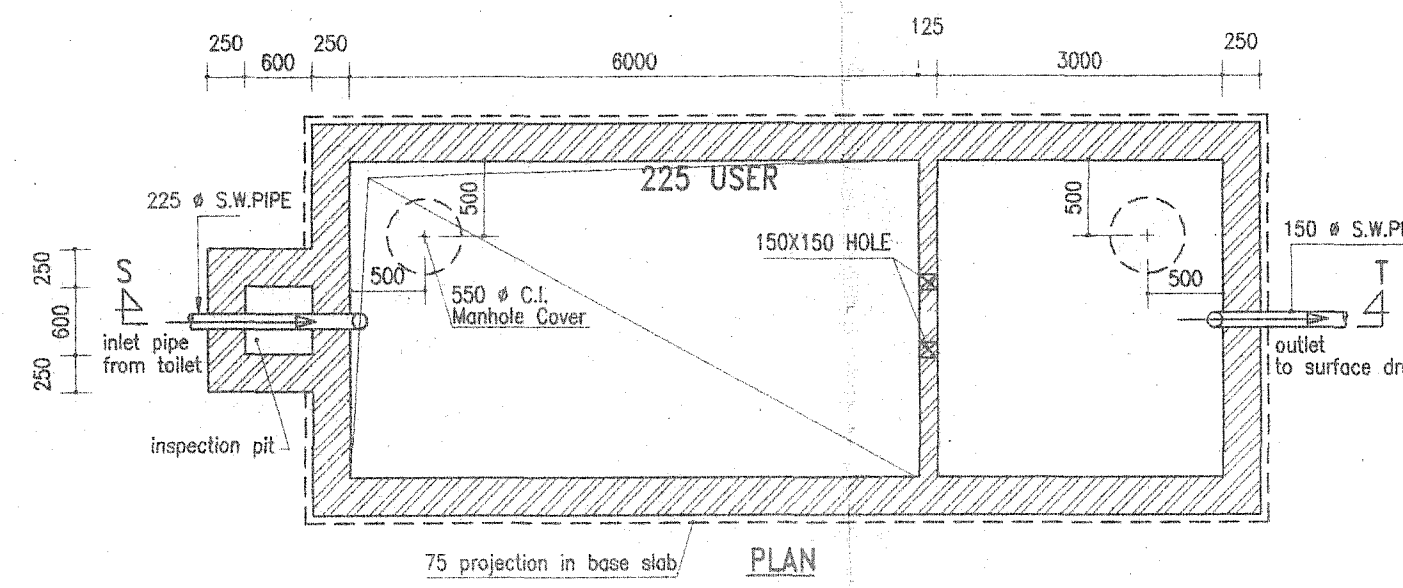 125
250 600 250 6000 3000 250
225 USER
225 ø S.W.PIPE
500
500
150X150 HOLE
150 ø
250
S
500
550 ø C.I.
Manhole Cover
500
T
600
inlet pipe
from toilet
outlet
to surface
250
inspection pit
75 projection in base slab
PLAN